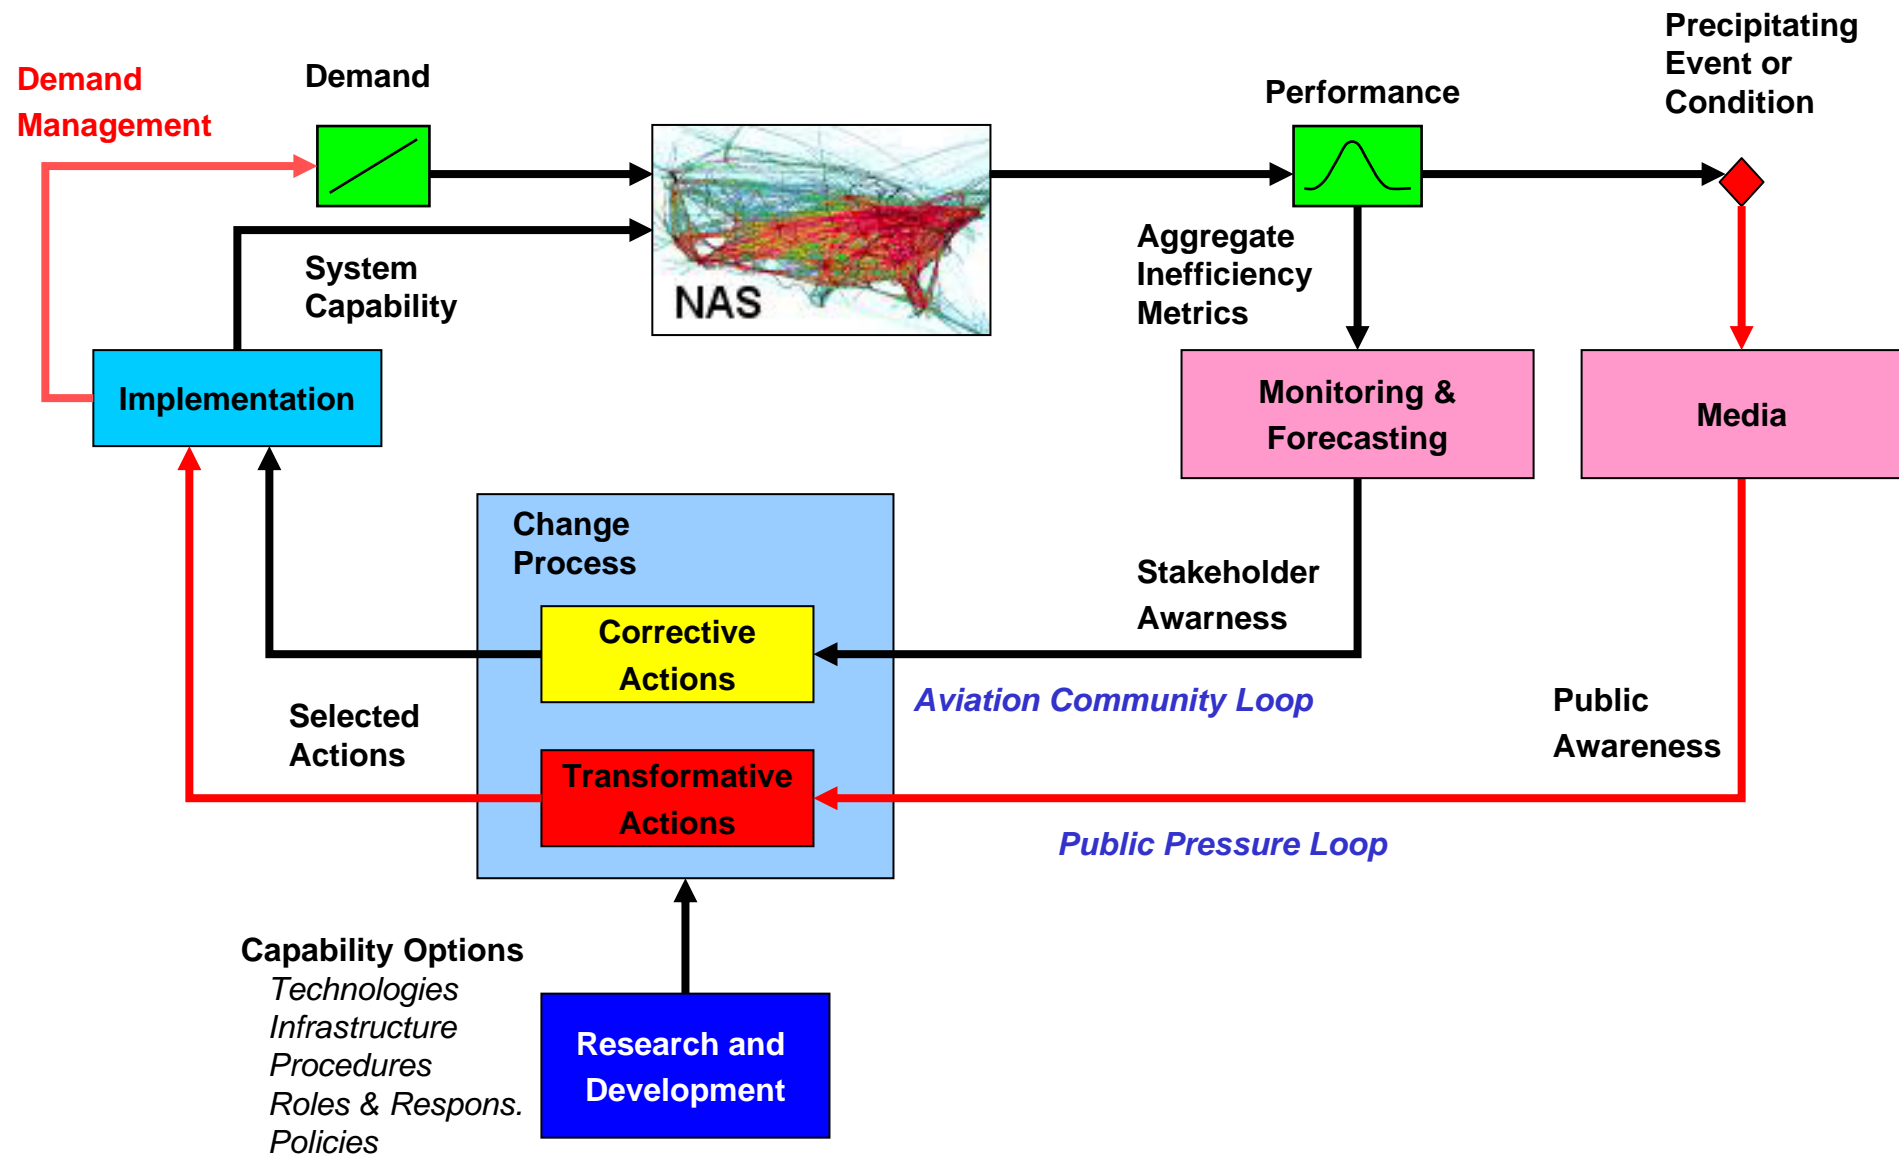 Demand
Management
Demand
Performance
Precipitating
Event or
Condition
System
Capability
NAS
Aggregate
Inefficiency
Metrics
Implementation
Monitoring &
Forecasting
Media
Change
Process
Corrective
Actions
Stakeholder
Awarness
Aviation Community Loop
Selected
Actions
Transformative
Actions
Public
Awareness
Public Pressure Loop
Capability Options
Technologies
Infrastructure
Procedures
Roles & Respons.
Policies
Research and
Development